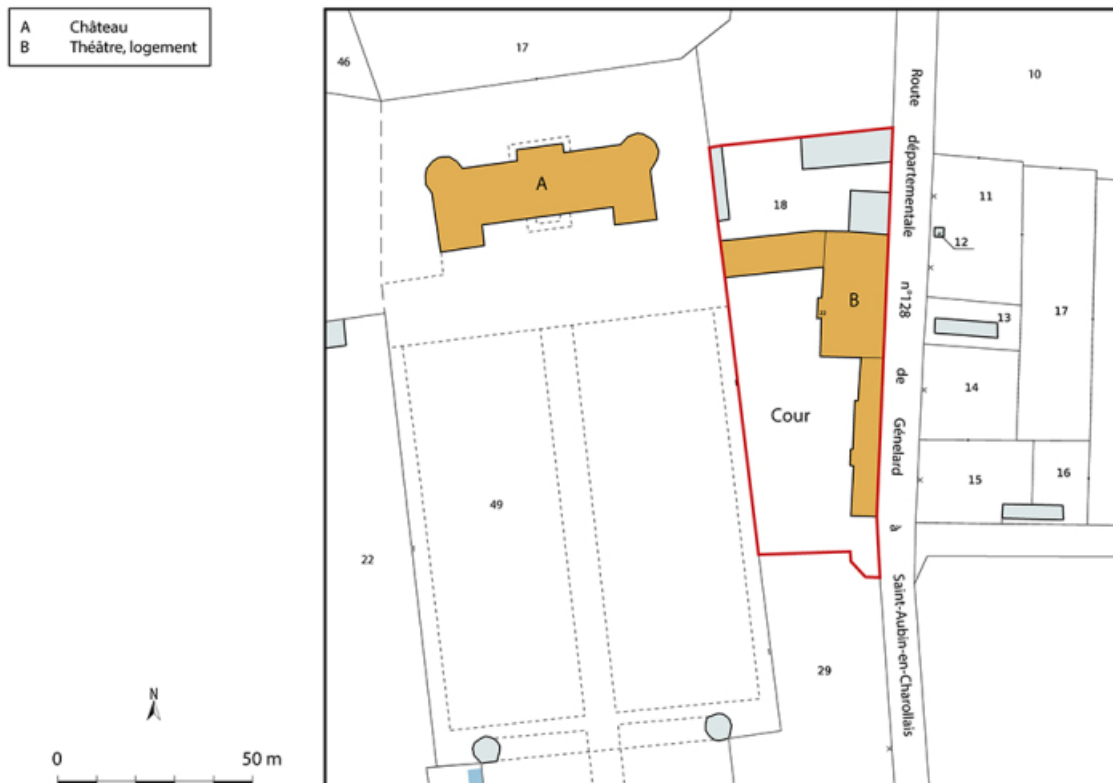 A Château
B Théâtre, logement
17
46
10
A
18
11
12
B
13
17
14
Cour
15
16
49
22
29
Route départementale n°128 de Génelard à Saint-Aubin-en-Charollais
N
0 50 m